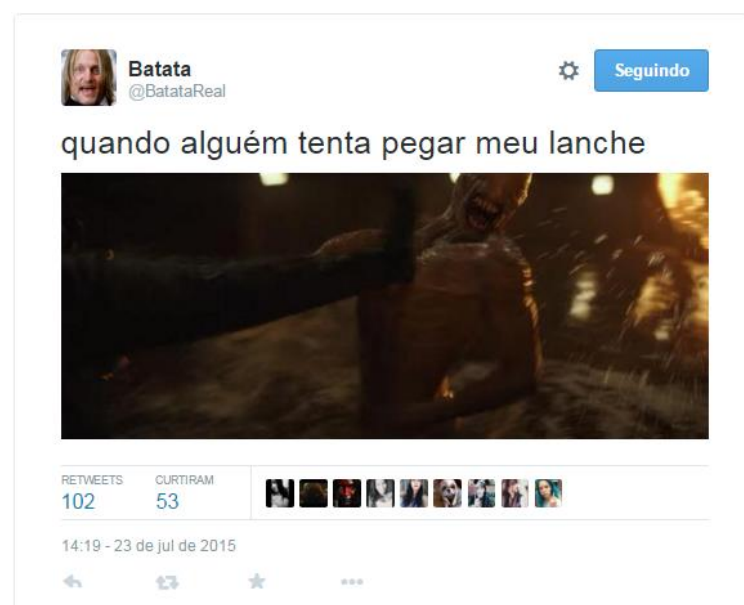 Batata
@BatataReal
Seguindo
quando alguém tenta pegar meu lanche
RETWEETS
102
CURTIRAM
53
14:19 - 23 de jul de 2015